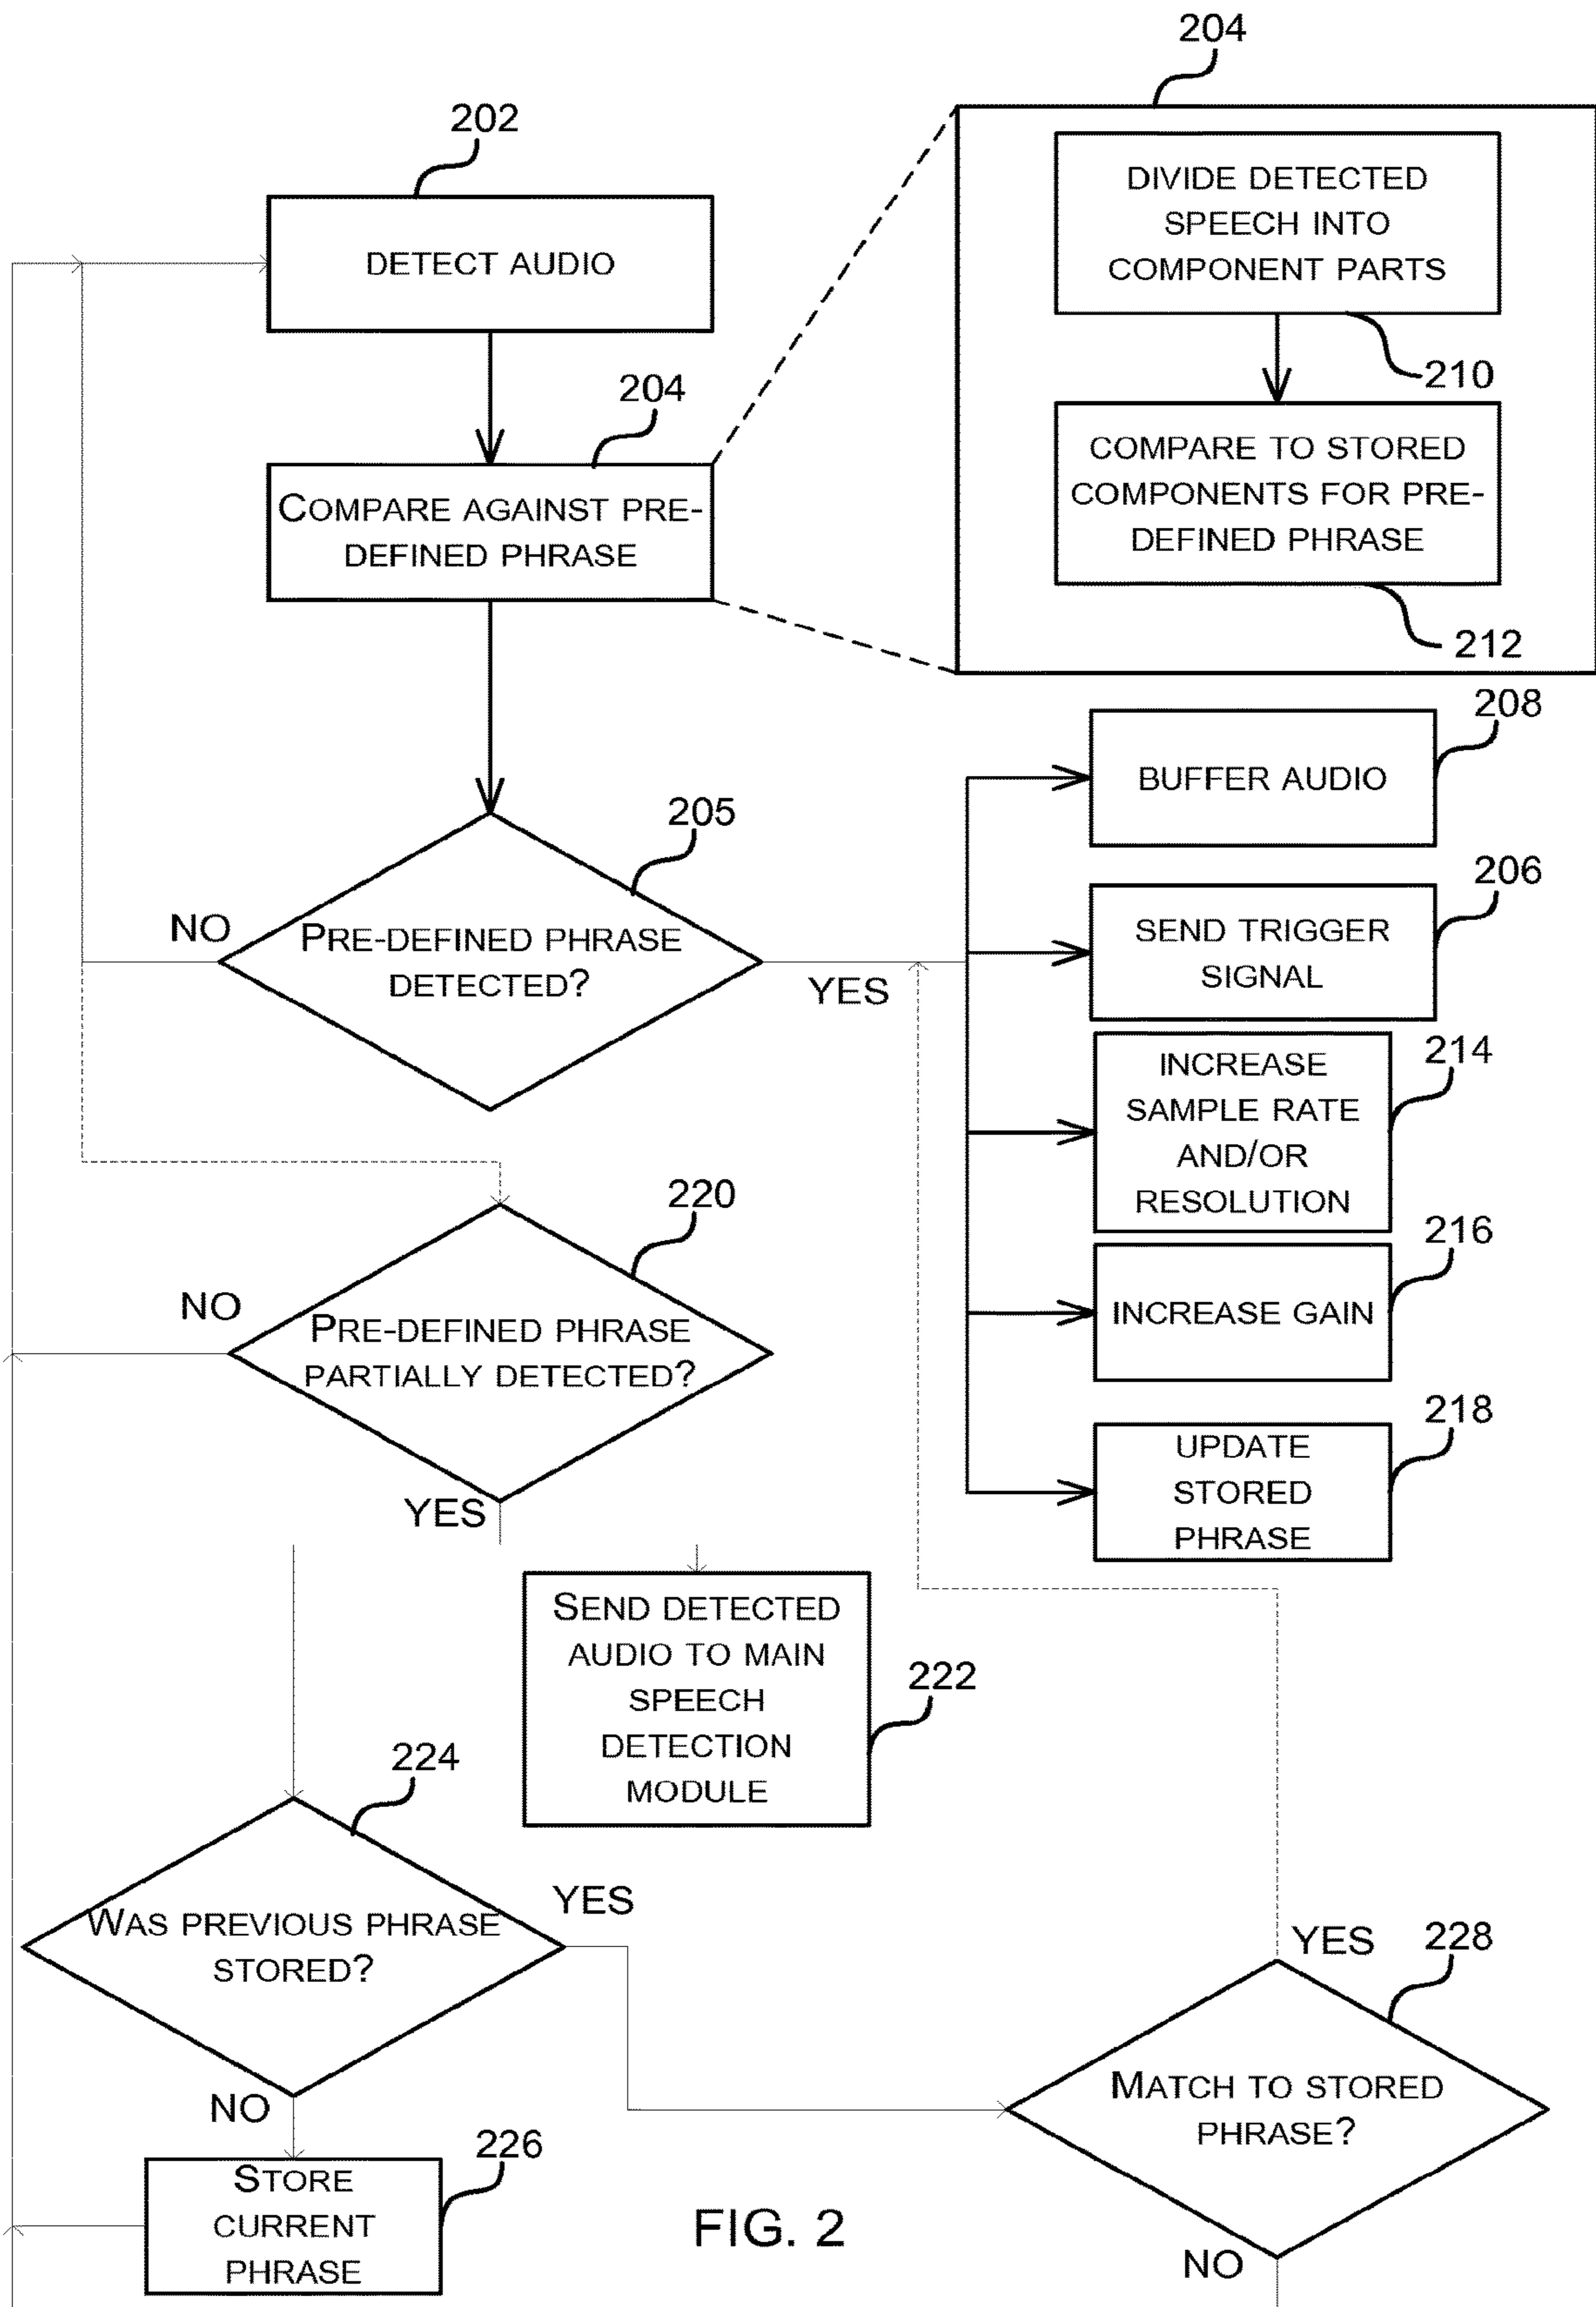 204
202
DIVIDE DETECTED
SPEECH INTO
COMPONENT PARTS
DETECT AUDIO
210
204
COMPARE TO STORED
COMPONENTS FOR PRE-
DEFINED PHRASE
COMPARE AGAINST PRE-
DEFINED PHRASE
212
208
BUFFER AUDIO
205
206
SEND TRIGGER
SIGNAL
NO
PRE-DEFINED PHRASE
DETECTED?
YES
214
INCREASE
SAMPLE RATE
AND/OR
RESOLUTION
220
216
INCREASE GAIN
NO
PRE-DEFINED PHRASE
PARTIALLY DETECTED?
218
UPDATE
STORED
PHRASE
YES
SEND DETECTED
AUDIO TO MAIN
SPEECH
DETECTION
MODULE
222
224
YES
WAS PREVIOUS PHRASE
STORED?
YES
228
MATCH TO STORED
PHRASE?
NO
226
STORE
CURRENT
PHRASE
FIG. 2
NO